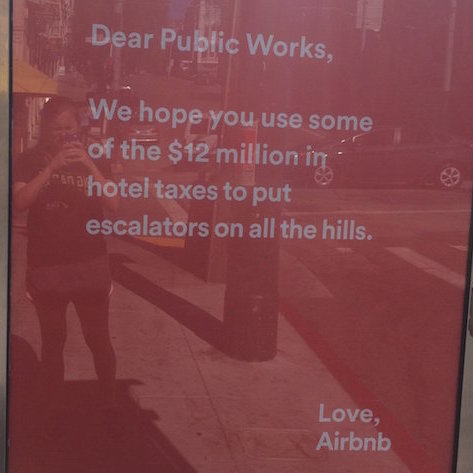 Dear Public Works,
We hope you use some
of the $12 million in
hotel taxes to put
escalators on all the hills.
Love,
Airbnb